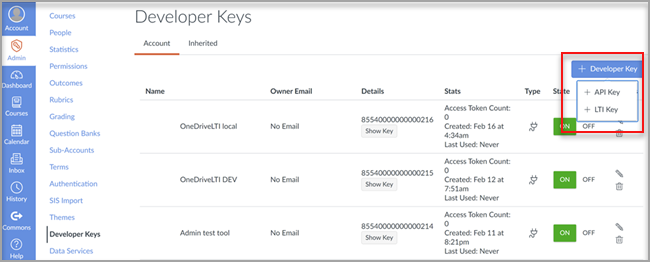 Developer Keys
Account
Admin
Dashboard
Courses
Calendar
Inbox
History
Commons
Help
Courses
People
Statistics
Permissions
Outcomes
Rubrics
Grading
Question Banks
Sub-Accounts
Terms
Authentication
SIS Import
Themes
Developer Keys
Data Services
Account Inherited
+ Developer Key
+ API Key
+ LTI Key
Name Owner Email Details Stats Type State
OneDriveLTI local No Email 85540000000000216
Show Key
Access Token Count:
0
Created: Feb 16 at
4:34am
Last Used: Never
ON OFF
OneDriveLTI DEV No Email 85540000000000215
Show Key
Access Token Count:
0
Created: Feb 12 at
7:51am
Last Used: Never
ON OFF
Admin test tool No Email 85540000000000214
Show Key
Access Token Count:
0
Created: Feb 11 at
8:21pm
Last Used: Never
ON OFF